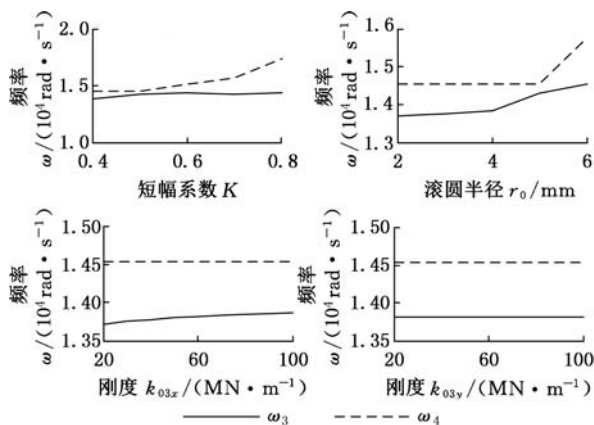 频率
ω/(10⁴rad·s⁻¹)
2.0
1.5
1.0
0.4
0.6
0.8
短幅系数 K
频率
ω/(10⁴rad·s⁻¹)
1.6
1.5
1.4
1.3
2
4
6
滚圆半径 r₀/mm
频率
ω/(10⁴rad·s⁻¹)
1.50
1.45
1.40
1.35
20
60
100
刚度 k₀₃ₓ/(MN·m⁻¹)
频率
ω/(10⁴rad·s⁻¹)
1.50
1.45
1.40
1.35
20
60
100
刚度 k₀₃y/(MN·m⁻¹)
ω₃
ω₄